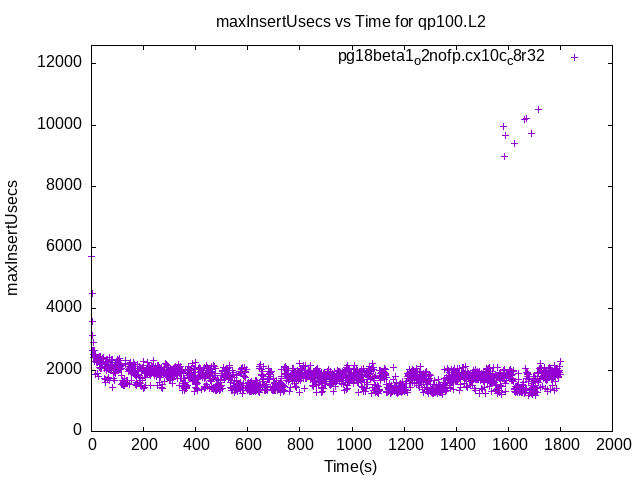 maxInsertUsecs vs Time for qp100.L2
pg18beta1o2nofp.cx10cc8r32
12000
10000
8000
6000
4000
2000
0
maxInsertUsecs
0 200 400 600 800 1000 1200 1400 1600 1800 2000
Time(s)